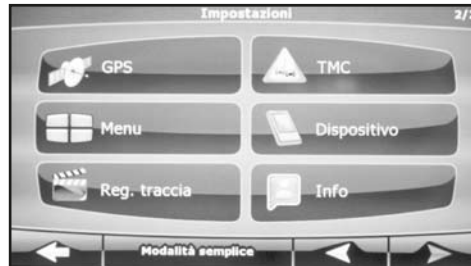 Impostazioni 2/
GPS TMC
Menu Dispositivo
Reg. traccia Info
Modalità semplice